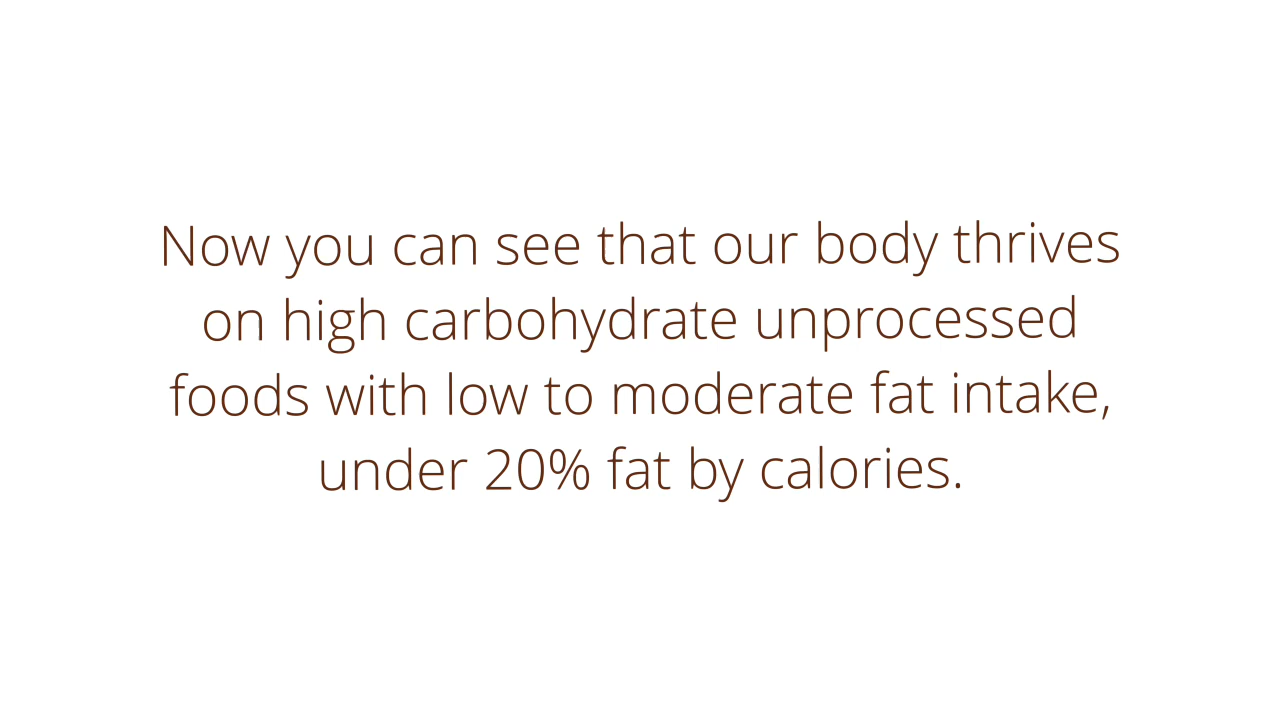 Now you can see that our body thrives
on high carbohydrate unprocessed
foods with low to moderate fat intake,
under 20% fat by calories.